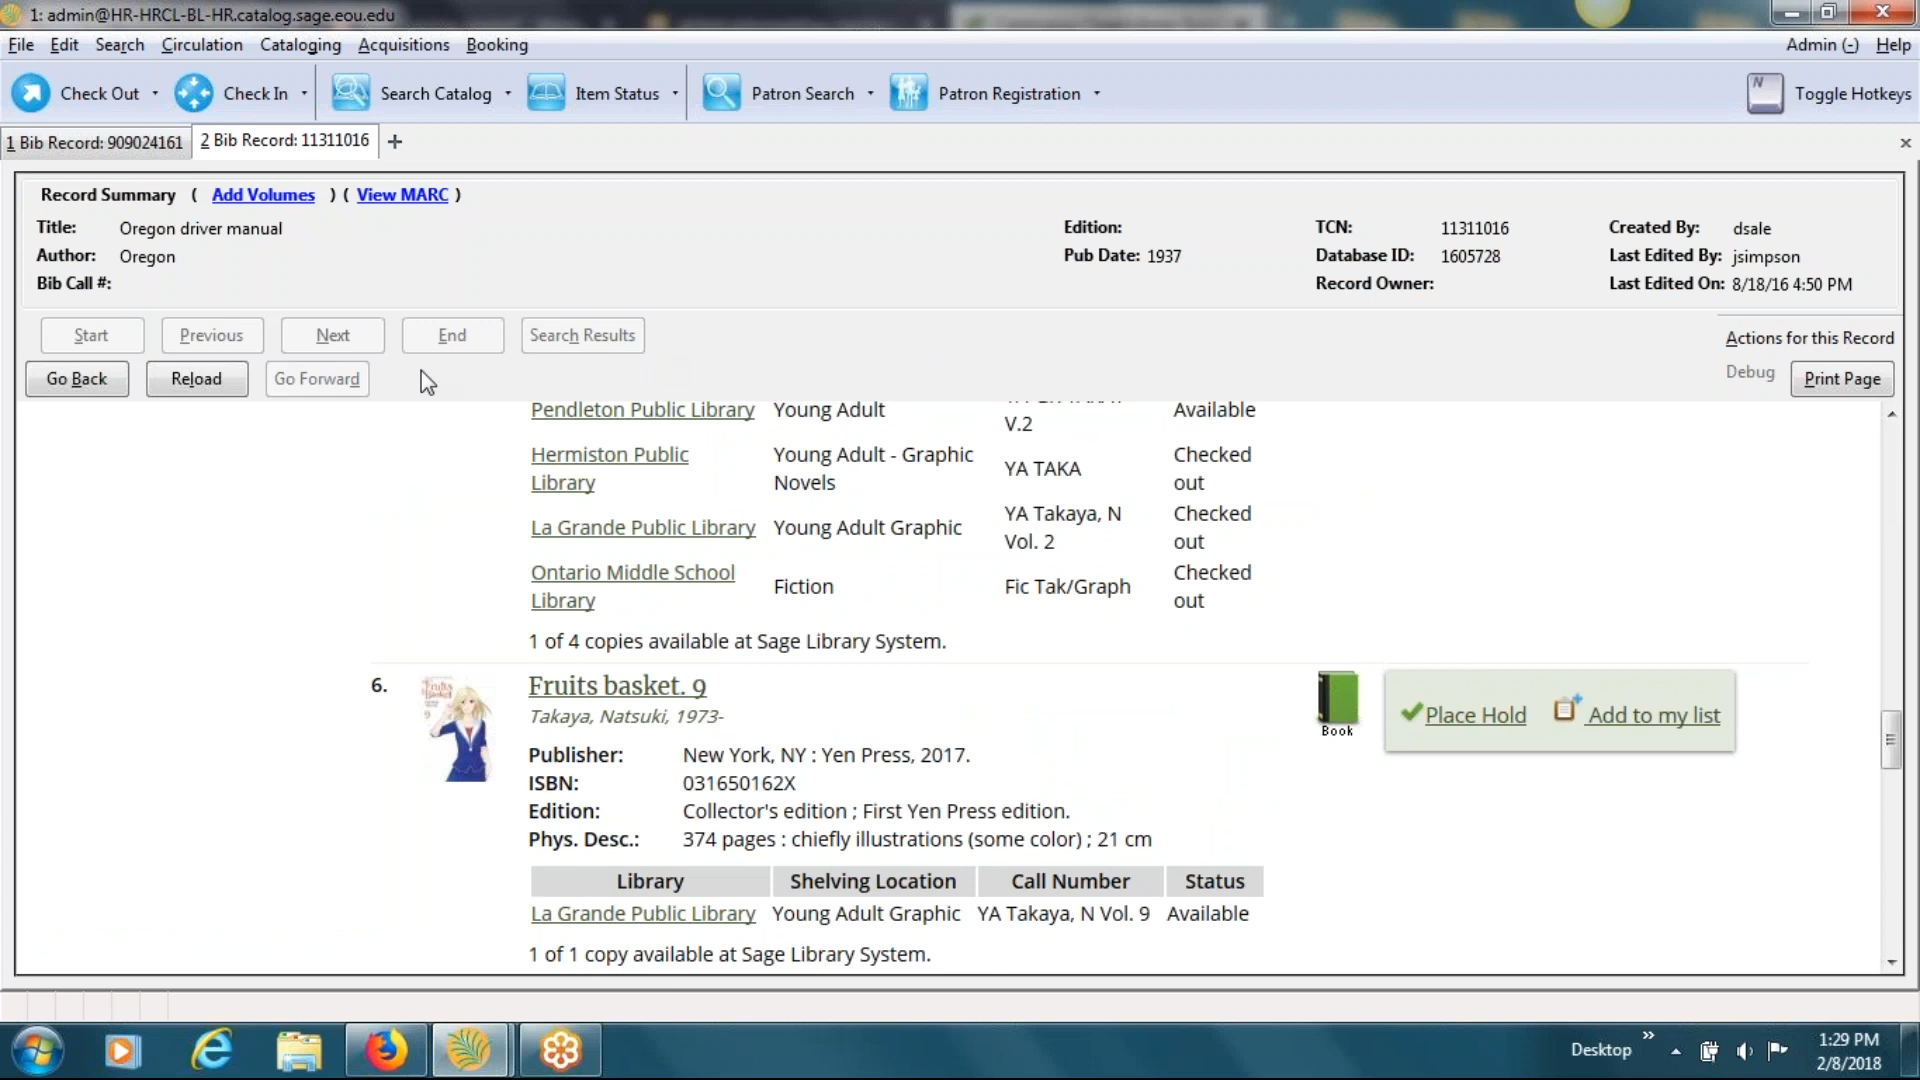 1: admin@HR-HRCL-BL-HR.catalog.sage.eou.edu
File Edit Search Circulation Cataloging Acquisitions Booking Admin (-) Help
Check Out Check In Search Catalog Item Status Patron Search Patron Registration N Toggle Hotkeys
1 Bib Record: 909024161 2 Bib Record: 11311016 + ×
Record Summary ( Add Volumes ) ( View MARC )
Title: Oregon driver manual Edition: TCN: 11311016 Created By: dsale
Author: Oregon Pub Date: 1937 Database ID: 1605728 Last Edited By: jsimpson
Bib Call #: Record Owner: Last Edited On: 8/18/16 4:50 PM
Start Previous Next End Search Results Actions for this Record
Go Back Reload Go Forward Debug Print Page
Pendleton Public Library Young Adult V.2 Available
Hermiston Public Library Young Adult - Graphic Novels YA TAKA Checked out
La Grande Public Library Young Adult Graphic YA Takaya, N Vol. 2 Checked out
Ontario Middle School Library Fiction Fic Tak/Graph Checked out
1 of 4 copies available at Sage Library System.
6. Fruits basket. 9 Place Hold Add to my list
Takaya, Natsuki, 1973- Book
Publisher: New York, NY : Yen Press, 2017.
ISBN: 031650162X
Edition: Collector's edition ; First Yen Press edition.
Phys. Desc.: 374 pages : chiefly illustrations (some color) ; 21 cm
Library Shelving Location Call Number Status
La Grande Public Library Young Adult Graphic YA Takaya, N Vol. 9 Available
1 of 1 copy available at Sage Library System.
Desktop » 1:29 PM
2/8/2018